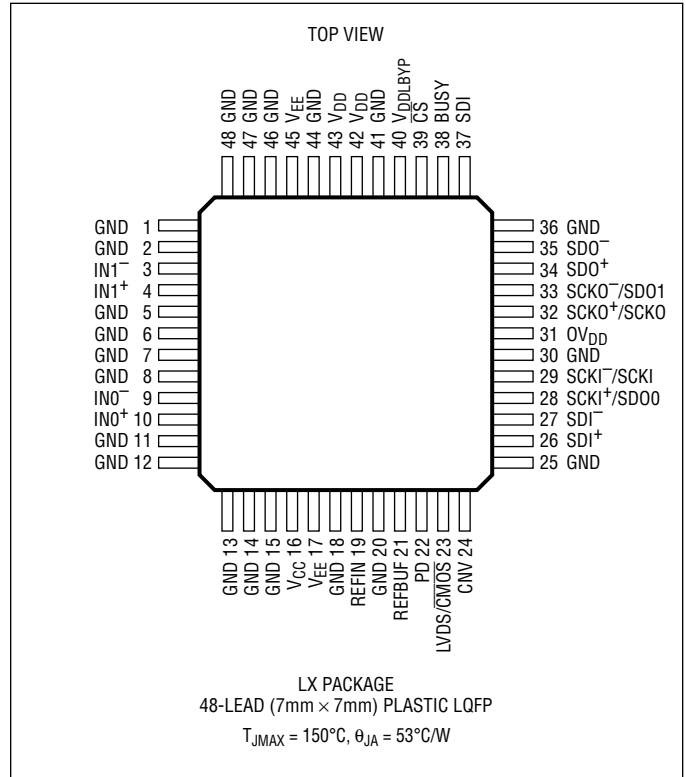 TOP VIEW
48 GND
47 GND
46 GND
45 VEE
44 GND
43 VDD
42 VDD
41 GND
40 VDDLBYP
39 C̅S̅
38 BUSY
37 SDI
GND 1
GND 2
IN1⁻ 3
IN1⁺ 4
GND 5
GND 6
GND 7
GND 8
IN0⁻ 9
IN0⁺ 10
GND 11
GND 12
36 GND
35 SDO⁻
34 SDO⁺
33 SCKO⁻/SDO1
32 SCKO⁺/SCKO
31 OVDD
30 GND
29 SCKI⁻/SCKI
28 SCKI⁺/SDO0
27 SDI⁻
26 SDI⁺
25 GND
GND 13
GND 14
GND 15
VCC 16
VEE 17
GND 18
REFIN 19
GND 20
REFBUF 21
PD 22
LVDS/C̅M̅O̅S̅ 23
CNV 24
LX PACKAGE
48-LEAD (7mm × 7mm) PLASTIC LQFP
TJMAX = 150°C, θJA = 53°C/W